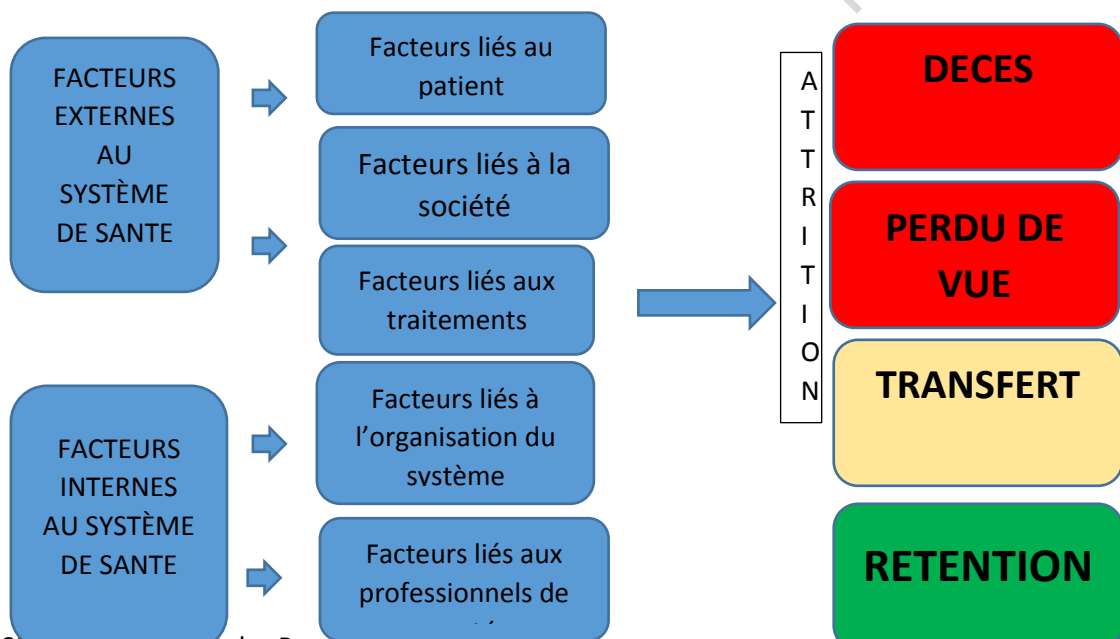 FACTEURS
EXTERNES
AU
SYSTÈME
DE SANTE
Facteurs liés au
patient
Facteurs liés à la
société
Facteurs liés aux
traitements
FACTEURS
INTERNES
AU SYSTÈME
DE SANTE
Facteurs liés à
l’organisation du
système
Facteurs liés aux
professionnels de
A
T
T
R
I
T
I
O
N
DECES
PERDU DE
VUE
TRANSFERT
RETENTION